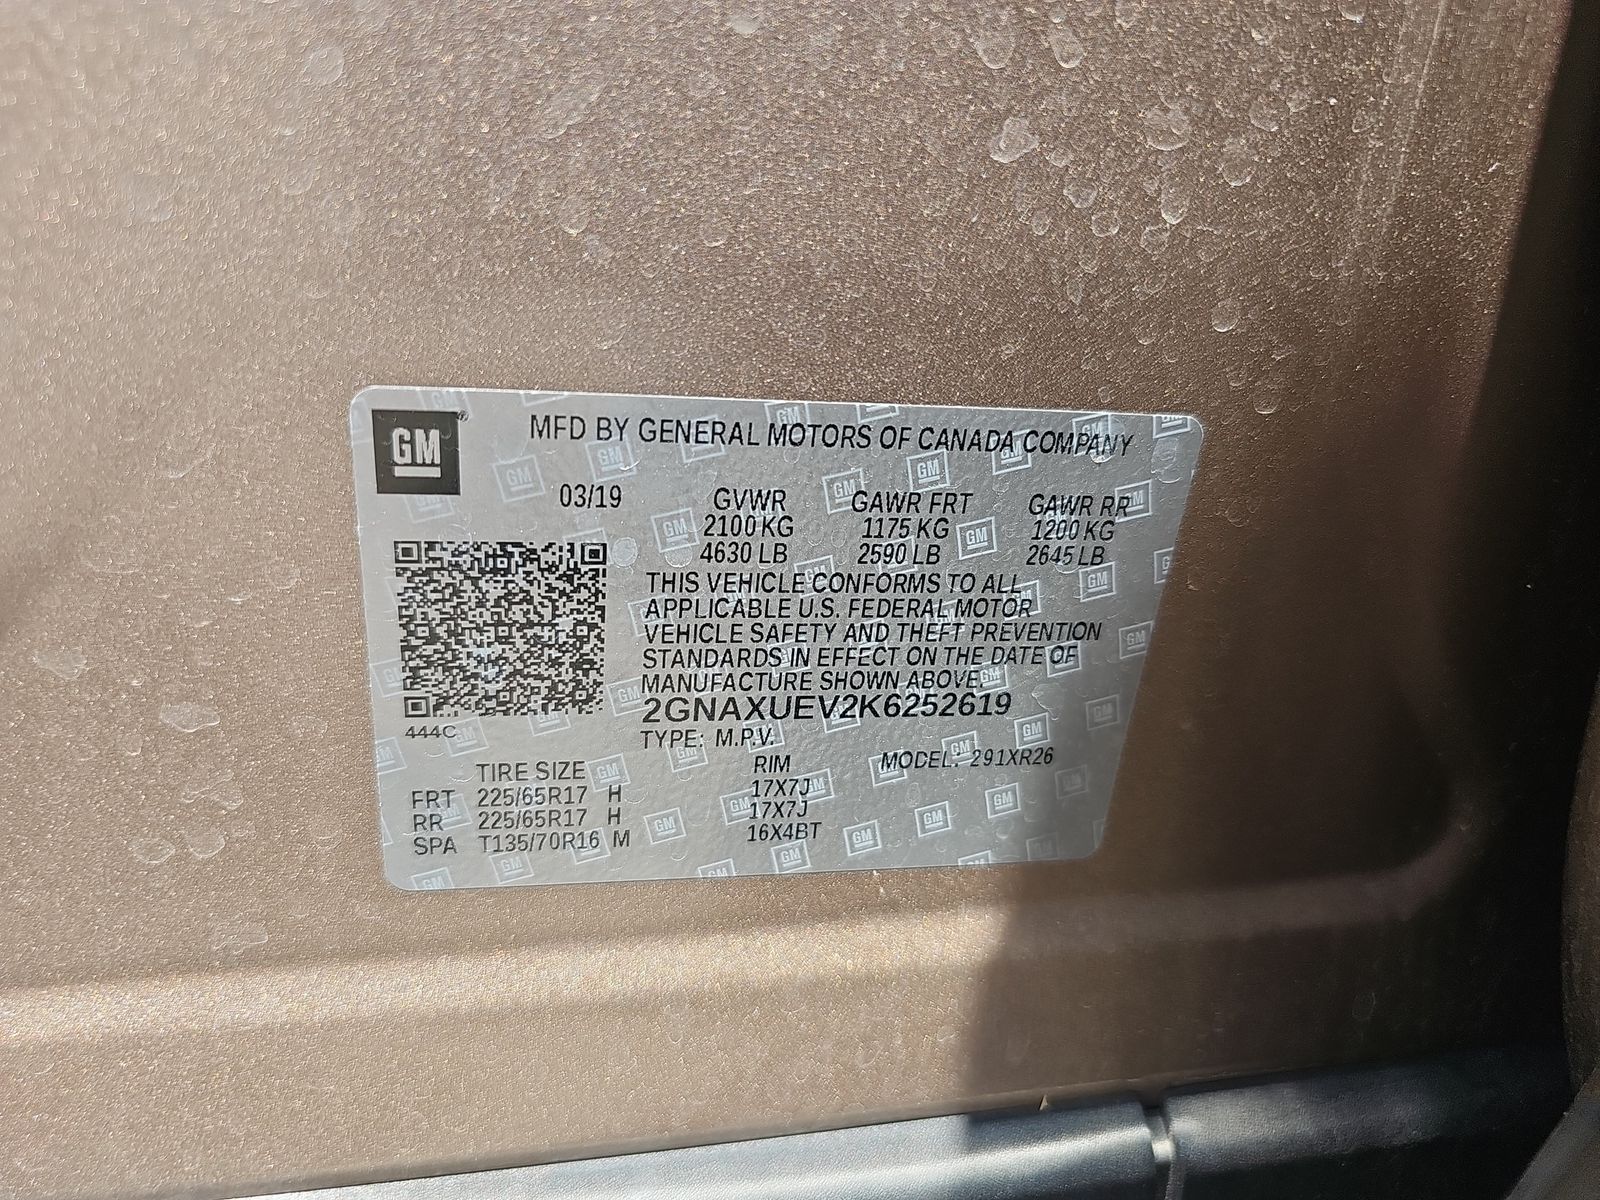 GM
MFD BY GENERAL MOTORS OF CANADA COMPANY
03/19 GVWR GAWR FRT GAWR RR
2100 KG 1175 KG 1200 KG
4630 LB 2590 LB 2645 LB
THIS VEHICLE CONFORMS TO ALL
APPLICABLE U.S. FEDERAL MOTOR
VEHICLE SAFETY AND THEFT PREVENTION
STANDARDS IN EFFECT ON THE DATE OF
MANUFACTURE SHOWN ABOVE.
2GNAXUEV2K6252619
444C
TYPE: M.P.V.
MODEL: 291XR26
TIRE SIZE RIM
FRT 225/65R17 H 17X7J
RR 225/65R17 H 17X7J
SPA T135/70R16 M 16X4BT